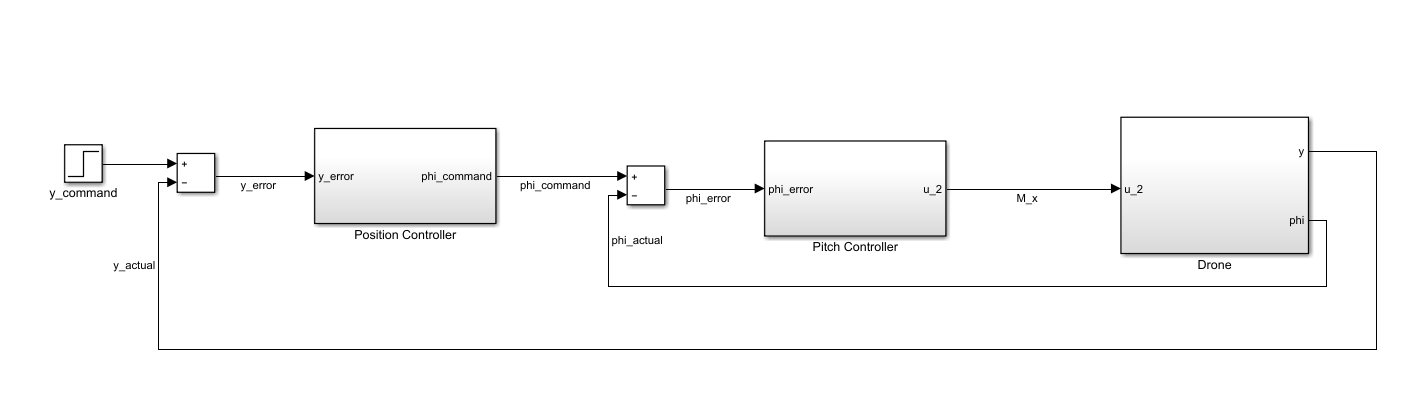 y_command
+
−
y_actual
y_error
y_error
phi_command
Position Controller
phi_command
+
−
phi_actual
phi_error
phi_error
u_2
Pitch Controller
M_x
u_2
y
phi
Drone